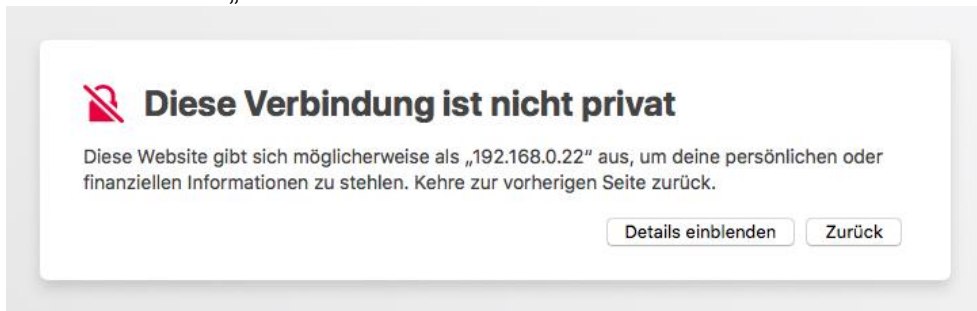 „
Diese Verbindung ist nicht privat
Diese Website gibt sich möglicherweise als „192.168.0.22“ aus, um deine persönlichen oder
finanziellen Informationen zu stehlen. Kehre zur vorherigen Seite zurück.
Details einblenden Zurück